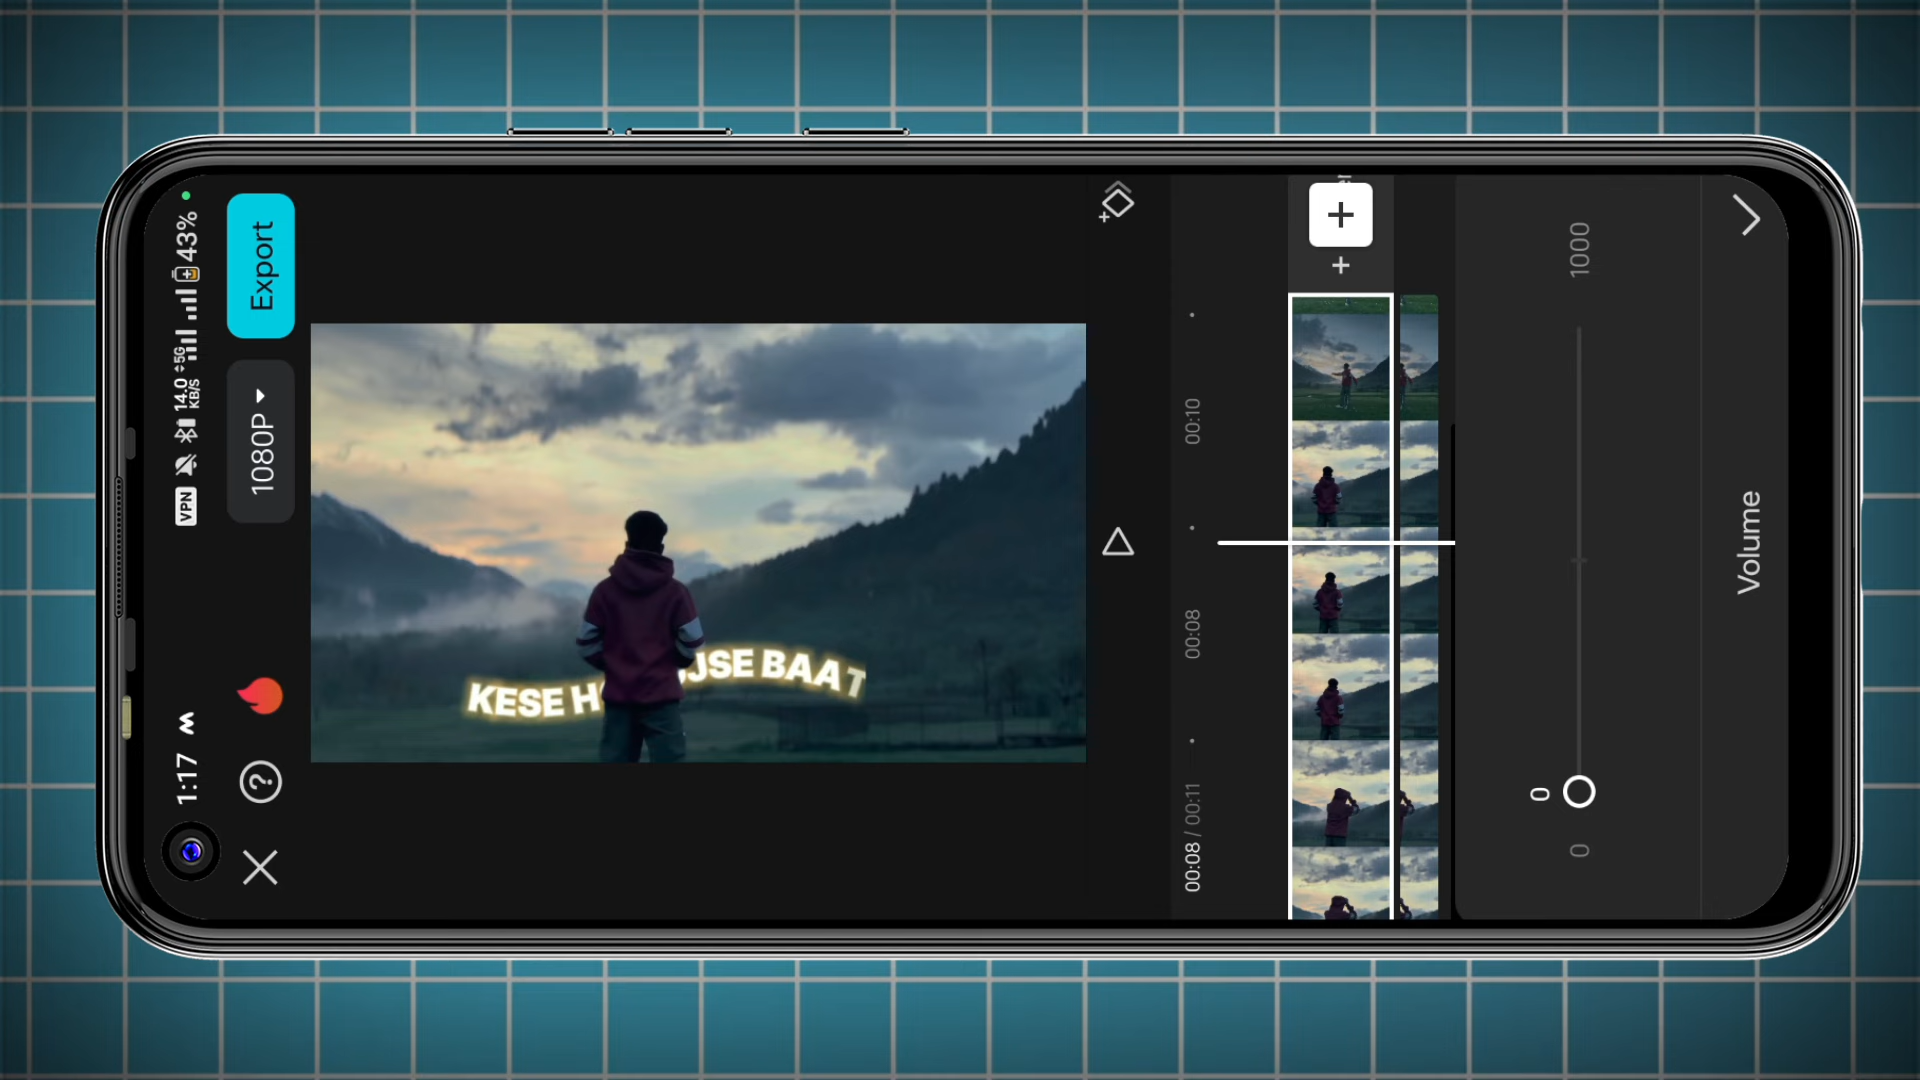 1:17
VPN
14.0 KB/S
5G
43%
1080P
Export
KESE H
JSE BAAT
00:08 / 00:11
00:08
00:10
0
0
1000
Volume